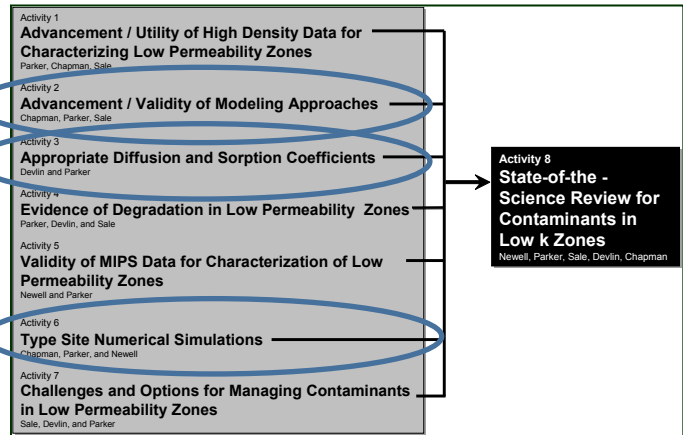 Activity 1
Advancement / Utility of High Density Data for
Characterizing Low Permeability Zones
Parker, Chapman, Sale
Activity 2
Advancement / Validity of Modeling Approaches
Chapman, Parker, Sale
Activity 3
Appropriate Diffusion and Sorption Coefficients
Devlin and Parker
Activity 4
Evidence of Degradation in Low Permeability Zones
Parker, Devlin, and Sale
Activity 5
Validity of MIPS Data for Characterization of Low
Permeability Zones
Newell and Parker
Activity 6
Type Site Numerical Simulations
Chapman, Parker, and Newell
Activity 7
Challenges and Options for Managing Contaminants
in Low Permeability Zones
Sale, Devlin, and Parker
Activity 8
State-of-the -
Science Review for
Contaminants in
Low k Zones
Newell, Parker, Sale, Devlin, Chapman